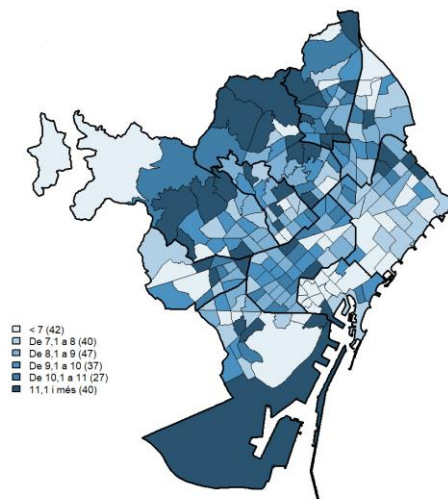 < 7 (42)
De 7,1 a 8 (40)
De 8,1 a 9 (47)
De 9,1 a 10 (37)
De 10,1 a 11 (27)
11,1 i més (40)